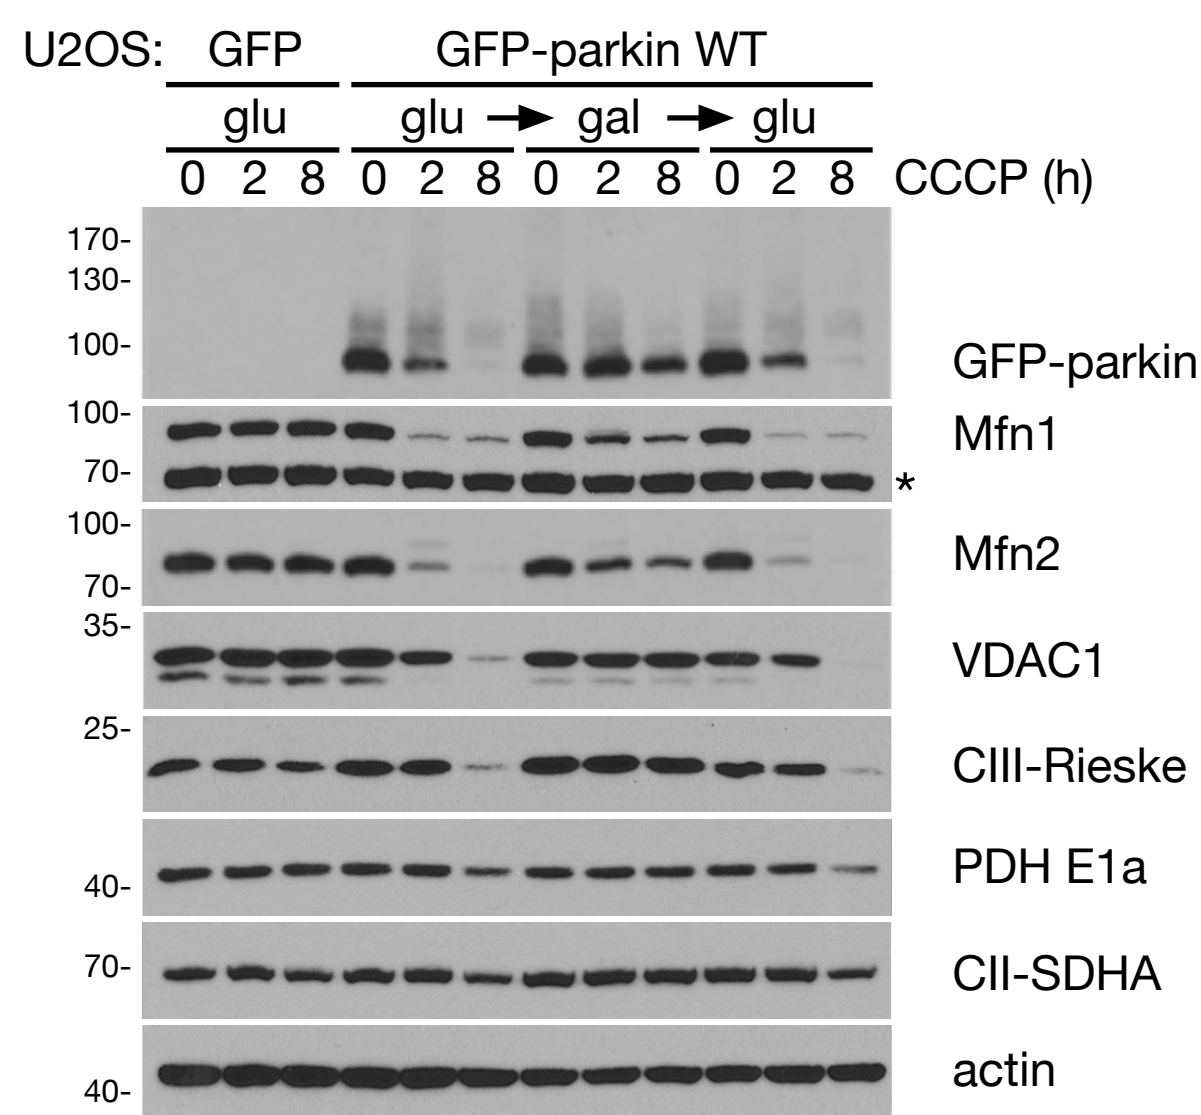 U2OS: GFP GFP-parkin WT
glu glu → gal → glu
0 2 8 0 2 8 0 2 8 0 2 8 CCCP (h)
170-
130-
100-
GFP-parkin
100-
Mfn1
70-
*
100-
Mfn2
70-
35-
VDAC1
25-
CIII-Rieske
PDH E1a
40-
70-
CII-SDHA
actin
40-